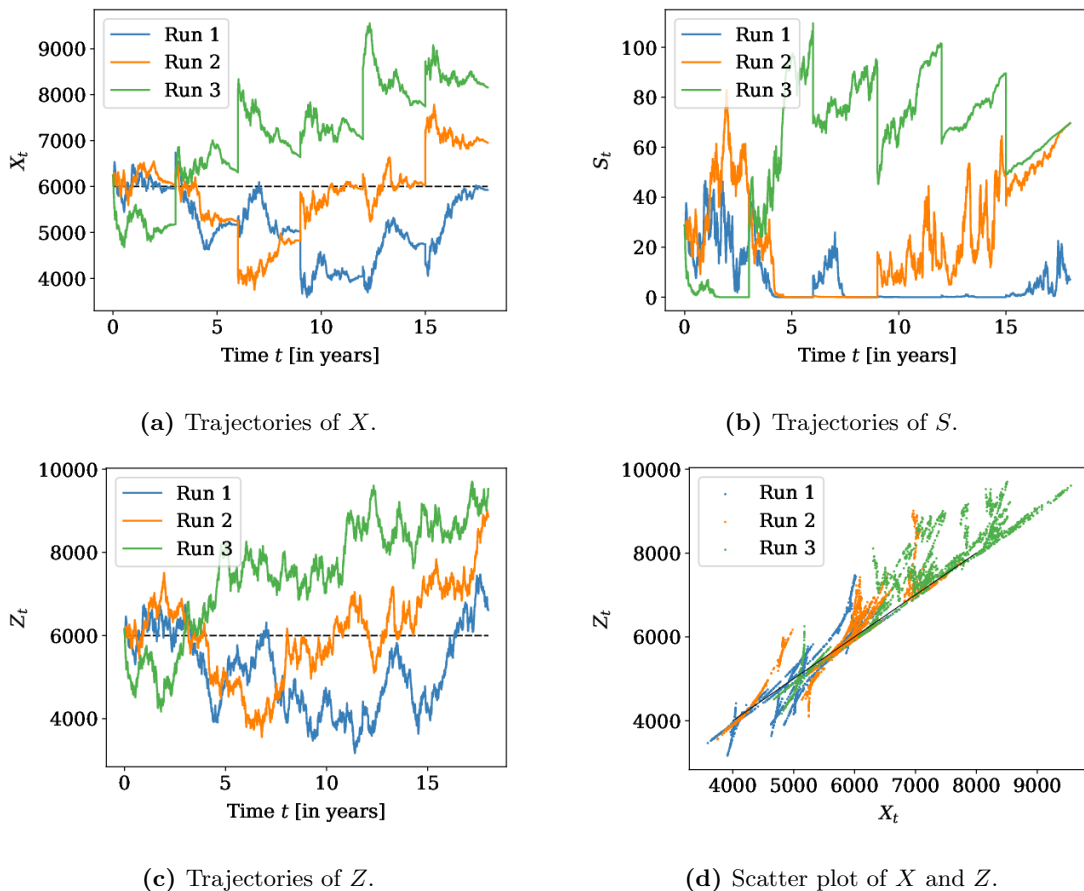 Run 1
Run 2
Run 3
9000
8000
7000
6000
5000
4000
X_t
0
5
10
15
Time t [in years]
(a) Trajectories of X.
Run 1
Run 2
Run 3
100
80
60
40
20
0
S_t
0
5
10
15
Time t [in years]
(b) Trajectories of S.
Run 1
Run 2
Run 3
10000
8000
6000
4000
Z_t
0
5
10
15
Time t [in years]
(c) Trajectories of Z.
Run 1
Run 2
Run 3
10000
9000
8000
7000
6000
5000
4000
Z_t
4000
5000
6000
7000
8000
9000
X_t
(d) Scatter plot of X and Z.